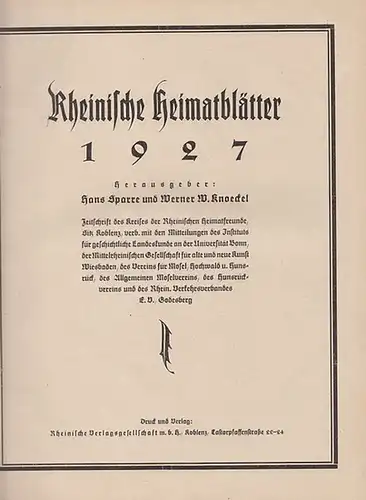 Rheinische Heimatblätter
1927
Herausgeber:
Hans Sparre und Werner W. Knoeckel
Zeitschrift des Kreises der Rheinischen Heimatfreunde,
Sitz Koblenz, verb. mit den Mitteilungen des Instituts
für geschichtliche Landeskunde an der Universität Bonn,
der Mittelrheinischen Gesellschaft für alte und neue Kunst
Wiesbaden, des Vereins für Mosel, Hochwald u. Huns-
rück, des Allgemeinen Moselvereins, des Hunsrück-
vereins und des Rhein. Verkehrsverbandes
E. V. Godesberg
Druck und Verlag:
Rheinische Verlagsgesellschaft m. b. H. Koblenz, Castorpfaffenstraße 20-24